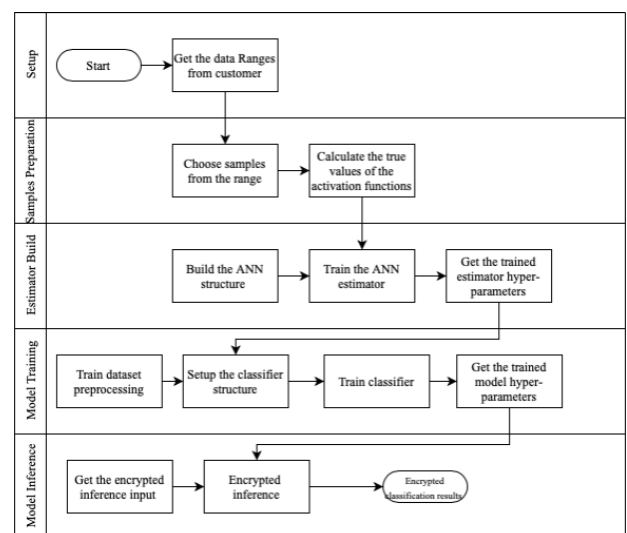 Setup
Start
Get the data Ranges
from customer
Samples Preparation
Choose samples
from the range
Calculate the true
values of the
activation functions
Estimator Build
Build the ANN
structure
Train the ANN
estimator
Get the trained
estimator hyper-
parameters
Model Training
Train dataset
preprocessing
Setup the classifier
structure
Train classifier
Get the trained
model hyper-
parameters
Model Inference
Get the encrypted
inference input
Encrypted
inference
Encrypted
classification results